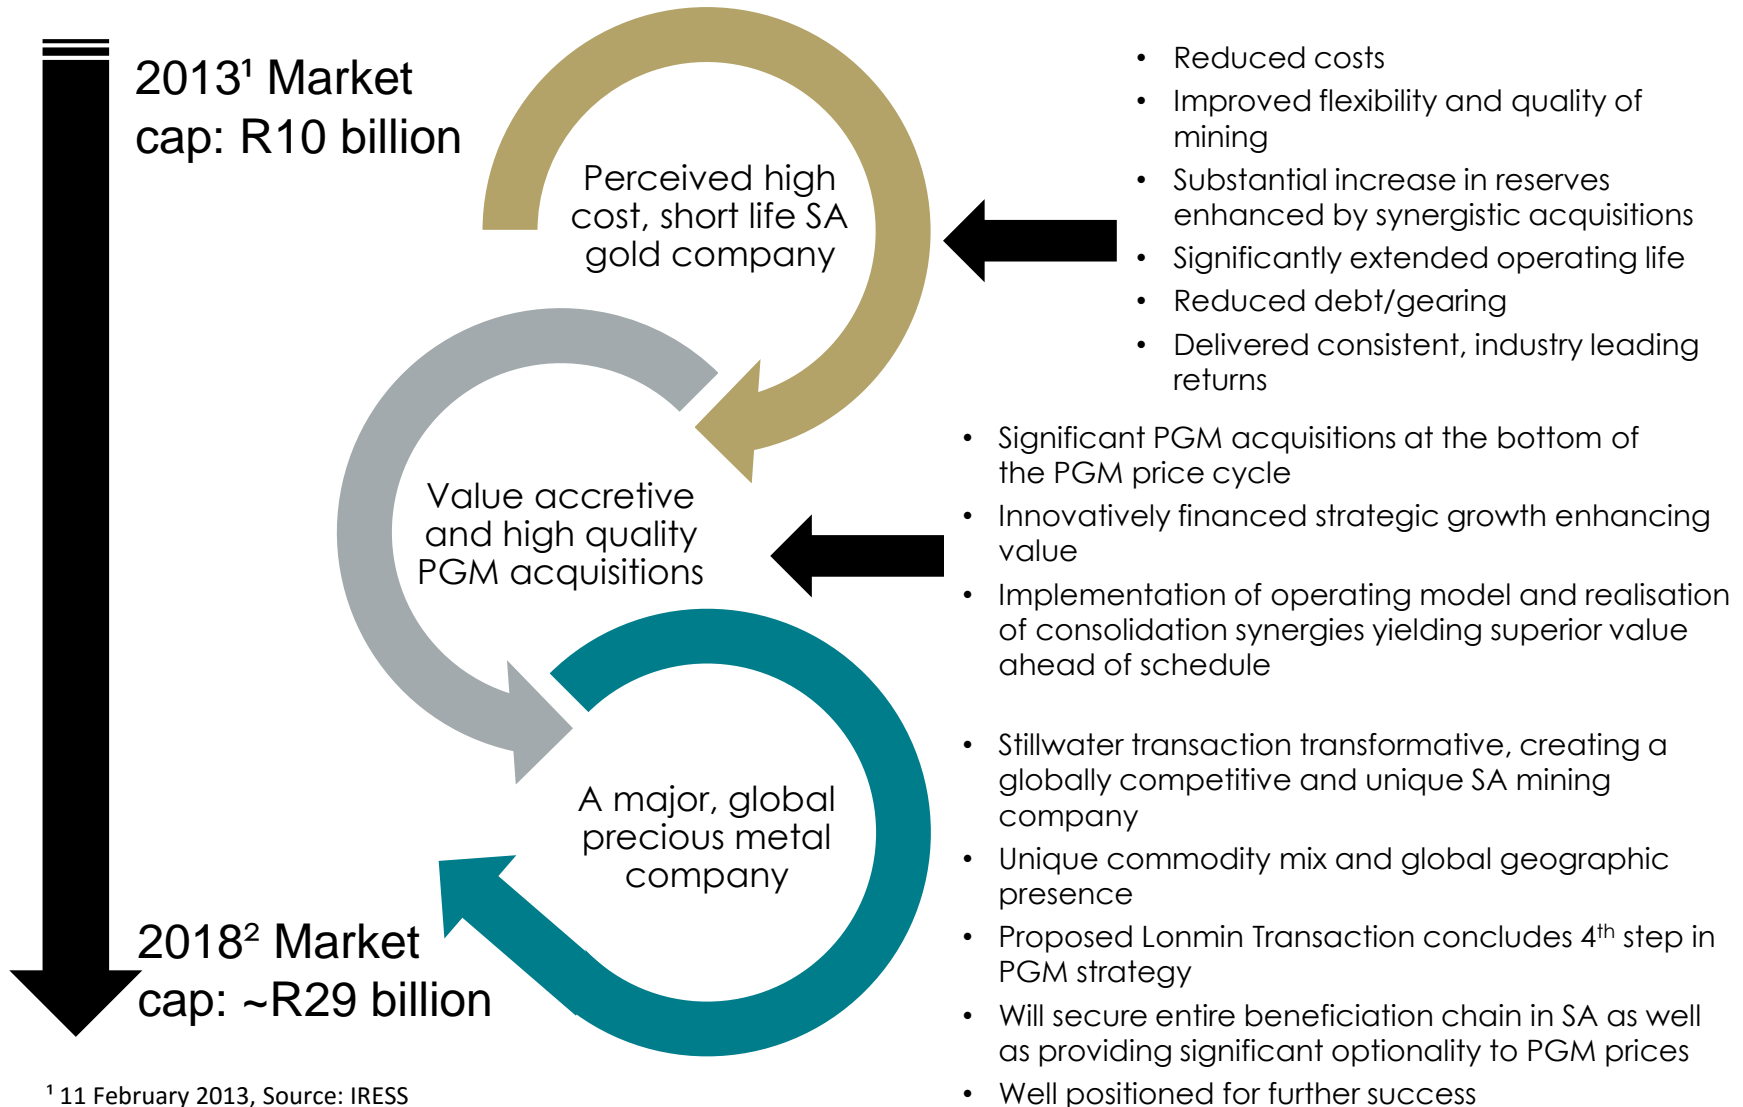 2013¹ Market
cap: R10 billion
Perceived high
cost, short life SA
gold company
• Reduced costs
• Improved flexibility and quality of
mining
• Substantial increase in reserves
enhanced by synergistic acquisitions
• Significantly extended operating life
• Reduced debt/gearing
• Delivered consistent, industry leading
returns
Value accretive
and high quality
PGM acquisitions
• Significant PGM acquisitions at the bottom of
the PGM price cycle
• Innovatively financed strategic growth enhancing
value
• Implementation of operating model and realisation
of consolidation synergies yielding superior value
ahead of schedule
A major, global
precious metal
company
• Stillwater transaction transformative, creating a
globally competitive and unique SA mining
company
• Unique commodity mix and global geographic
presence
• Proposed Lonmin Transaction concludes 4th step in
PGM strategy
• Will secure entire beneficiation chain in SA as well
as providing significant optionality to PGM prices
• Well positioned for further success
2018² Market
cap: ~R29 billion
¹ 11 February 2013, Source: IRESS